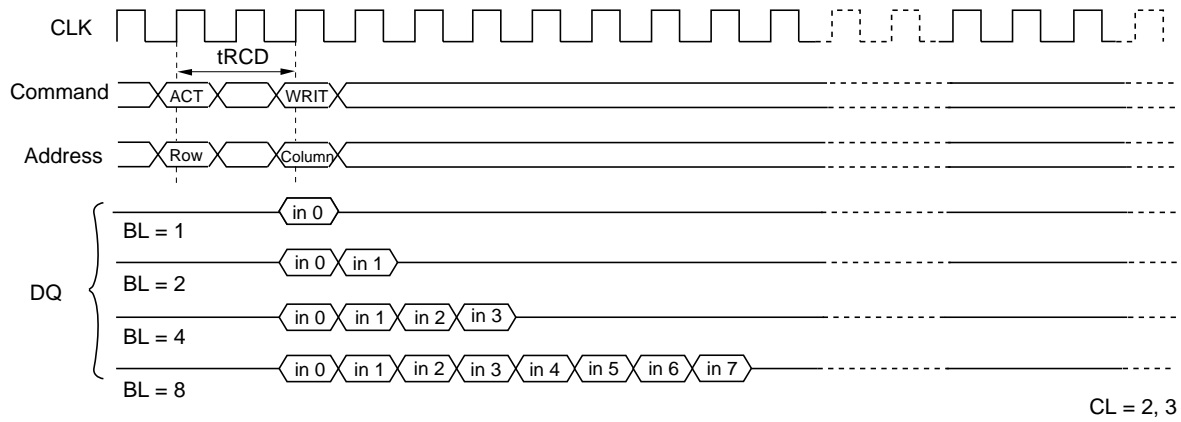 CLK
tRCD
Command ACT WRIT
Address Row Column
in 0
BL = 1
in 0 in 1
BL = 2
DQ
in 0 in 1 in 2 in 3
BL = 4
in 0 in 1 in 2 in 3 in 4 in 5 in 6 in 7
BL = 8
CL = 2, 3